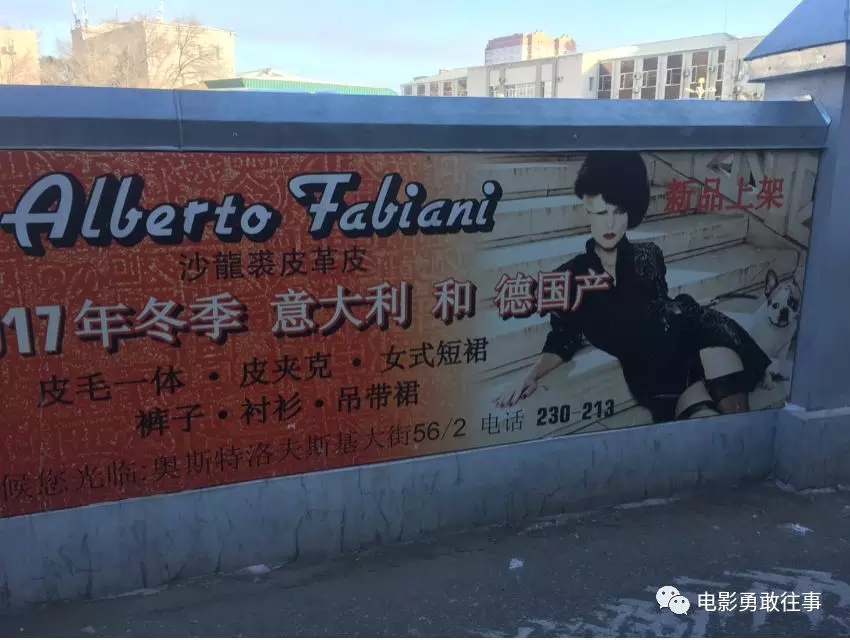 Alberto Fabiani
新品上架
沙龍裘皮革皮
17年冬季 意大利 和 德国产
皮毛一体 · 皮夹克 · 女式短裙
裤子 · 衬衫 · 吊带裙
候您光临:奥斯特洛夫斯基大街56/2 电话 230-213
电影勇敢往事